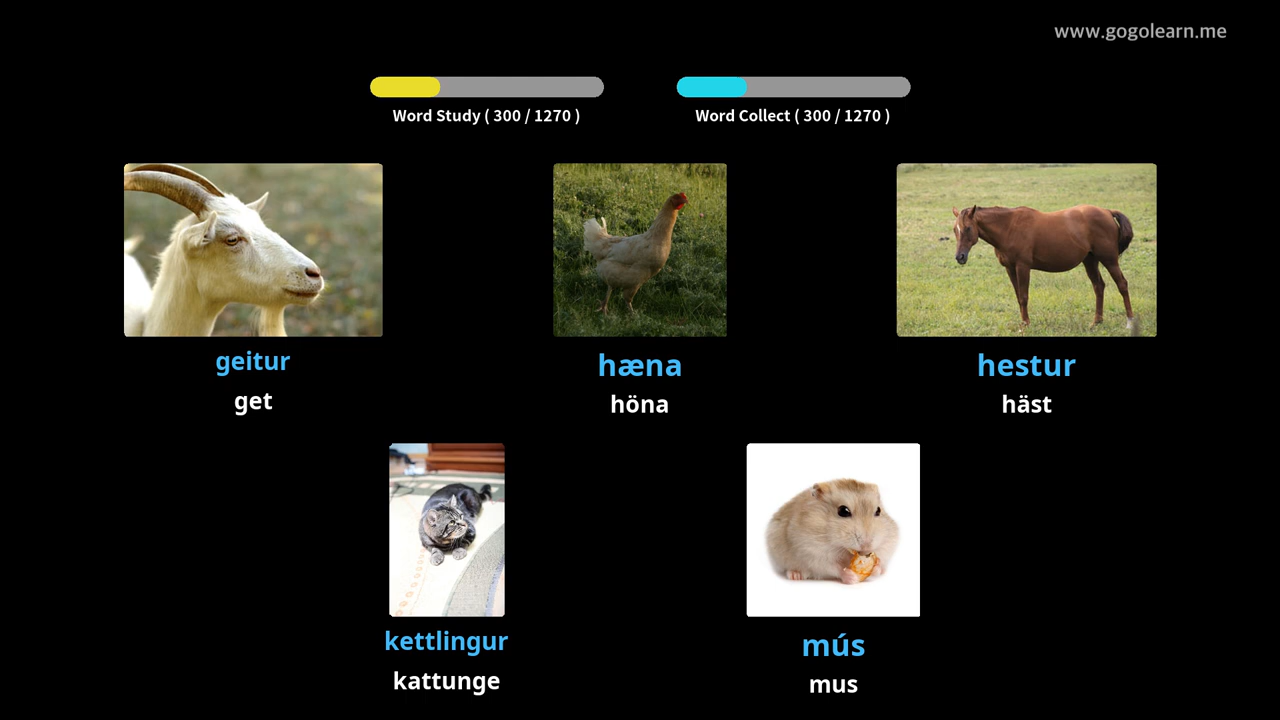 www.gogolearn.me
Word Study ( 300 / 1270 )
Word Collect ( 300 / 1270 )
geitur
get
hæna
höna
hestur
häst
kettlingur
kattunge
mús
mus